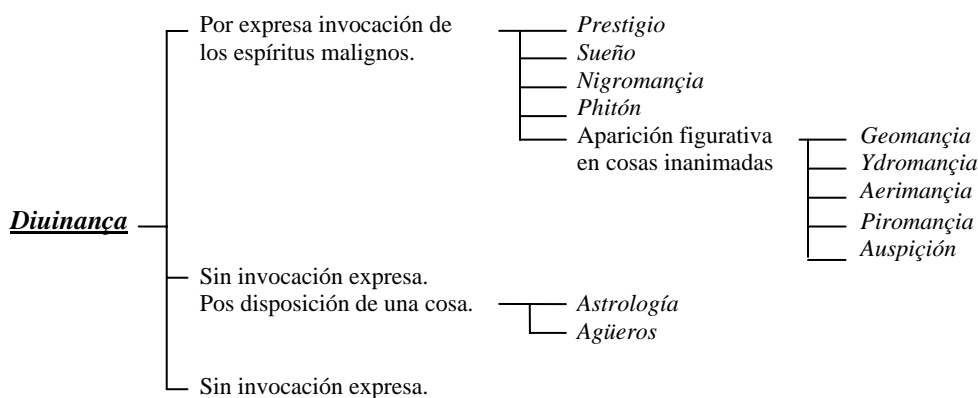 Por expresa invocación de
los espíritus malignos.
Prestigio
Sueño
Nigromançia
Phitón
Aparición figurativa
en cosas inanimadas
Geomançia
Ydromançia
Aerimançia
Piromançia
Auspiçión
Diuinança
Sin invocación expresa.
Pos disposición de una cosa.
Astrología
Agüeros
Sin invocación expresa.